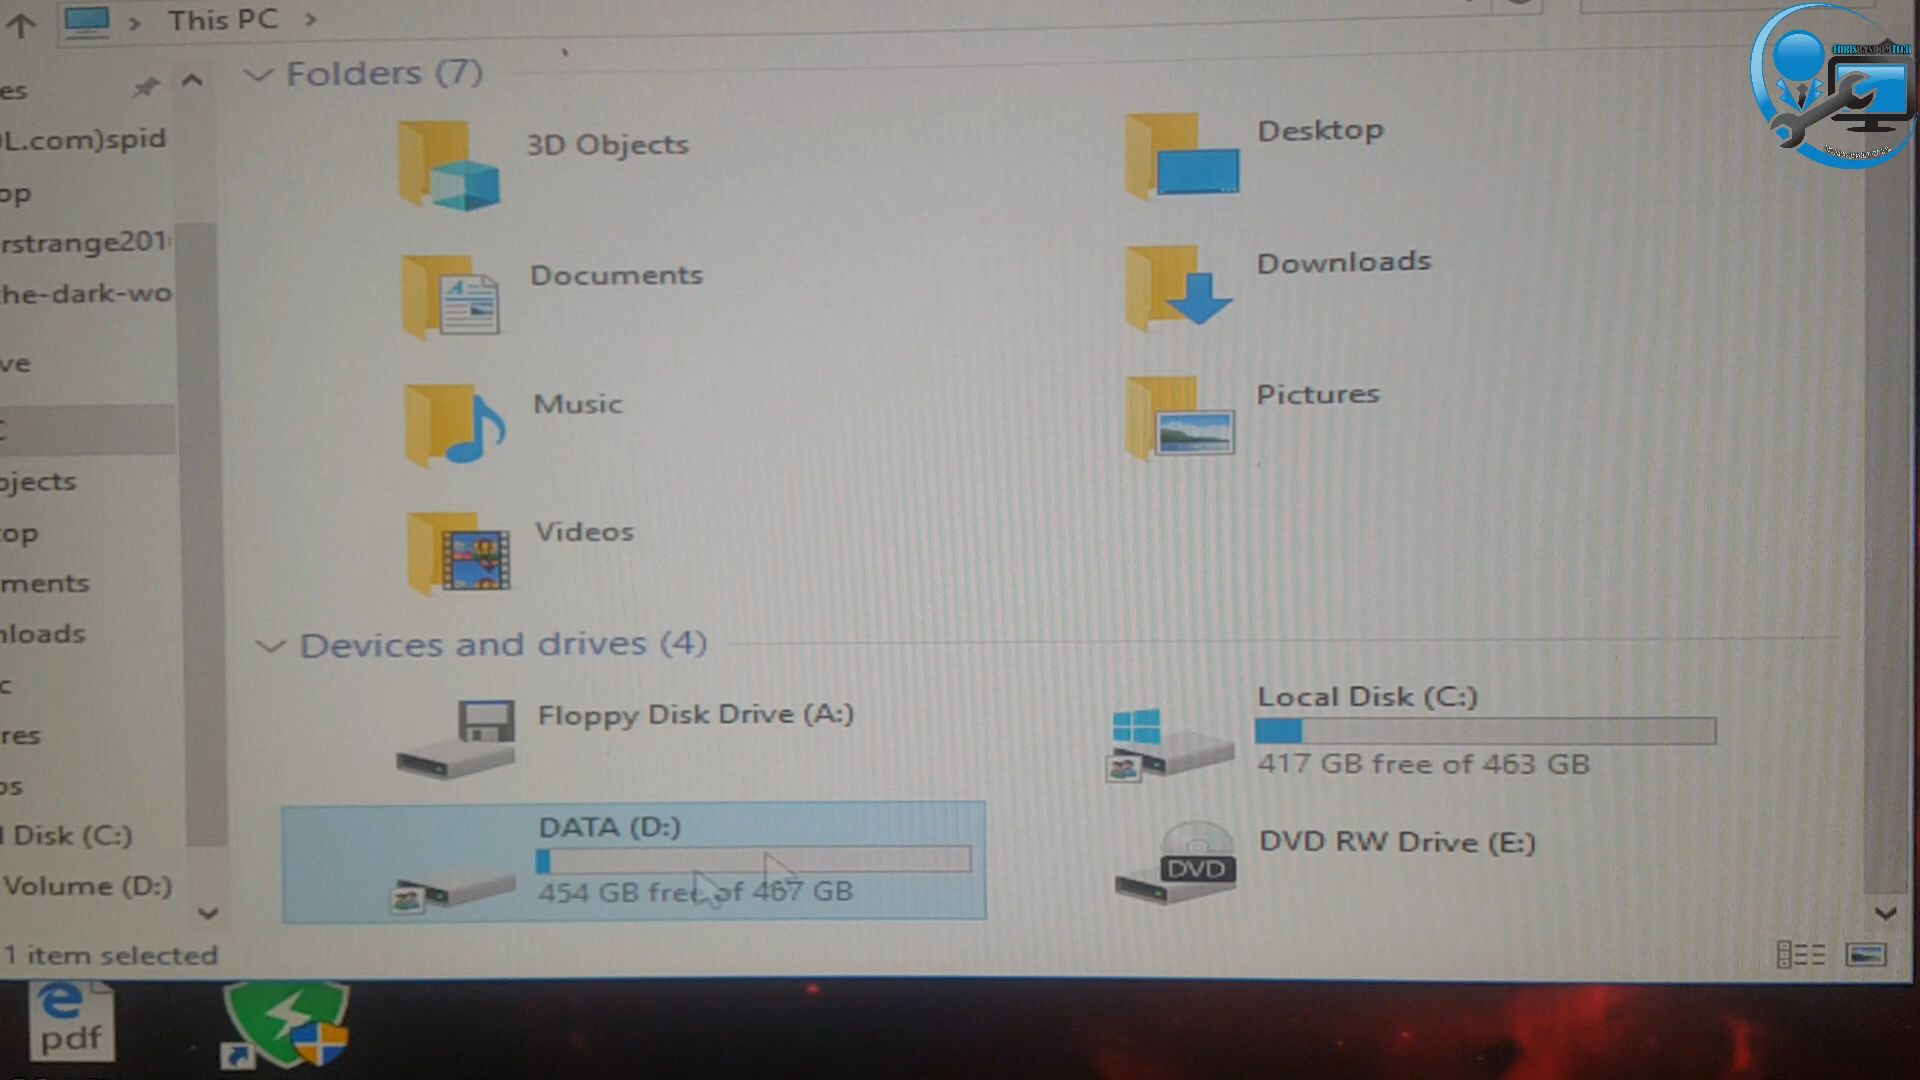 This PC
Folders (7)
es
L.com)spid
op
rstrange201
he-dark-wo
ve
ojects
op
ments
nloads
c
res
os
l Disk (C:)
Volume (D:)
3D Objects
Desktop
Documents
Downloads
Music
Pictures
Videos
Devices and drives (4)
Floppy Disk Drive (A:)
Local Disk (C:)
417 GB free of 463 GB
DATA (D:)
454 GB free of 467 GB
DVD RW Drive (E:)
DVD
1 item selected
pdf